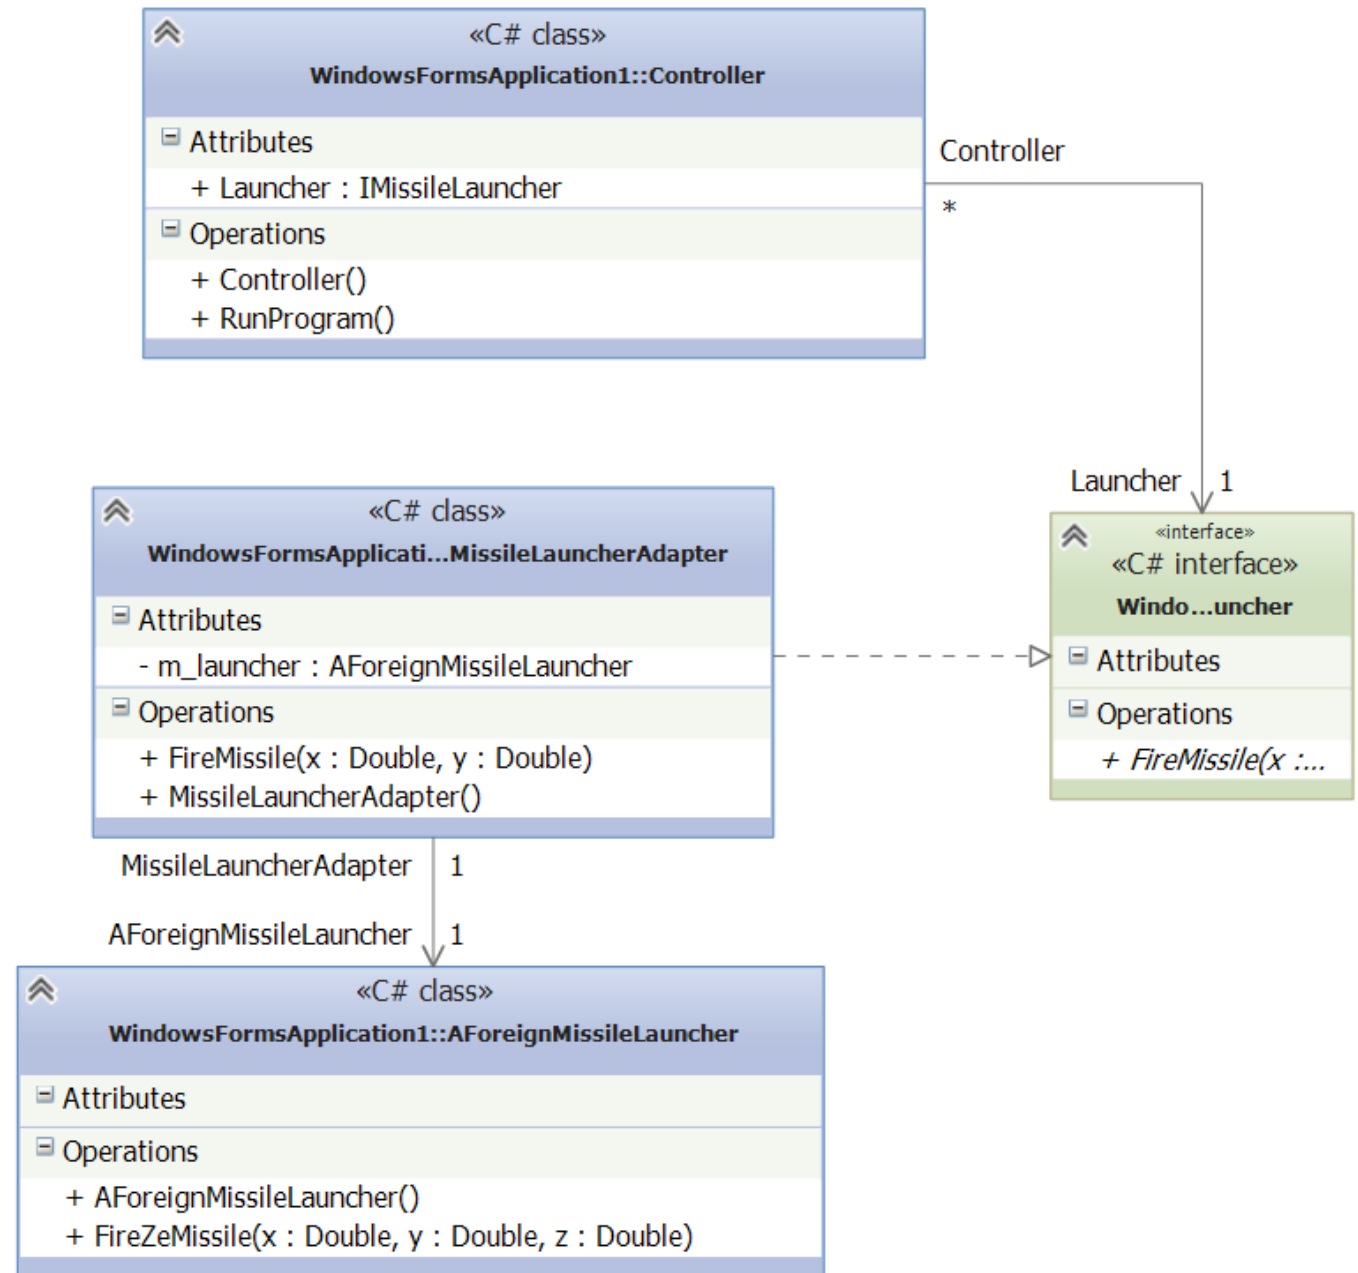 «C# class»
WindowsFormsApplication1::Controller
Attributes
+ Launcher : IMissileLauncher
Operations
+ Controller()
+ RunProgram()
Controller
*
Launcher 1
«C# class»
WindowsFormsApplicati...MissileLauncherAdapter
Attributes
- m_launcher : AForeignMissileLauncher
Operations
+ FireMissile(x : Double, y : Double)
+ MissileLauncherAdapter()
«interface»
«C# interface»
Windo...uncher
Attributes
Operations
+ FireMissile(x :...
MissileLauncherAdapter 1
AForeignMissileLauncher 1
«C# class»
WindowsFormsApplication1::AForeignMissileLauncher
Attributes
Operations
+ AForeignMissileLauncher()
+ FireZeMissile(x : Double, y : Double, z : Double)